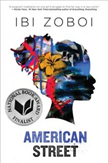 IBI ZOBOI
NATIONAL BOOK AWARD
FINALIST
AMERICAN
STREET